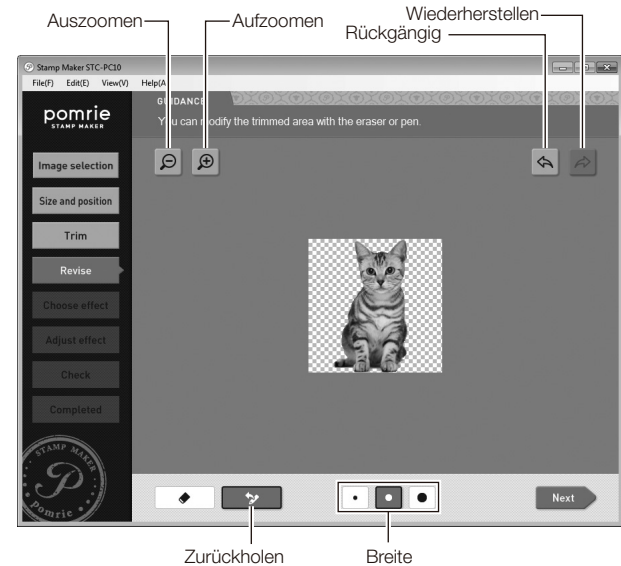 Auszoomen
Aufzoomen
Wiederherstellen
Rückgängig
Stamp Maker STC-PC10
File(F) Edit(E) View(V) Help(
GUIDANCE
You can modify the trimmed area with the eraser or pen.
pomrie
STAMP MAKER
Image selection
Size and position
Trim
Revise
Choose effect
Adjust effect
Check
Completed
STAMP MAKER
P
pomrie
Next
Zurückholen
Breite